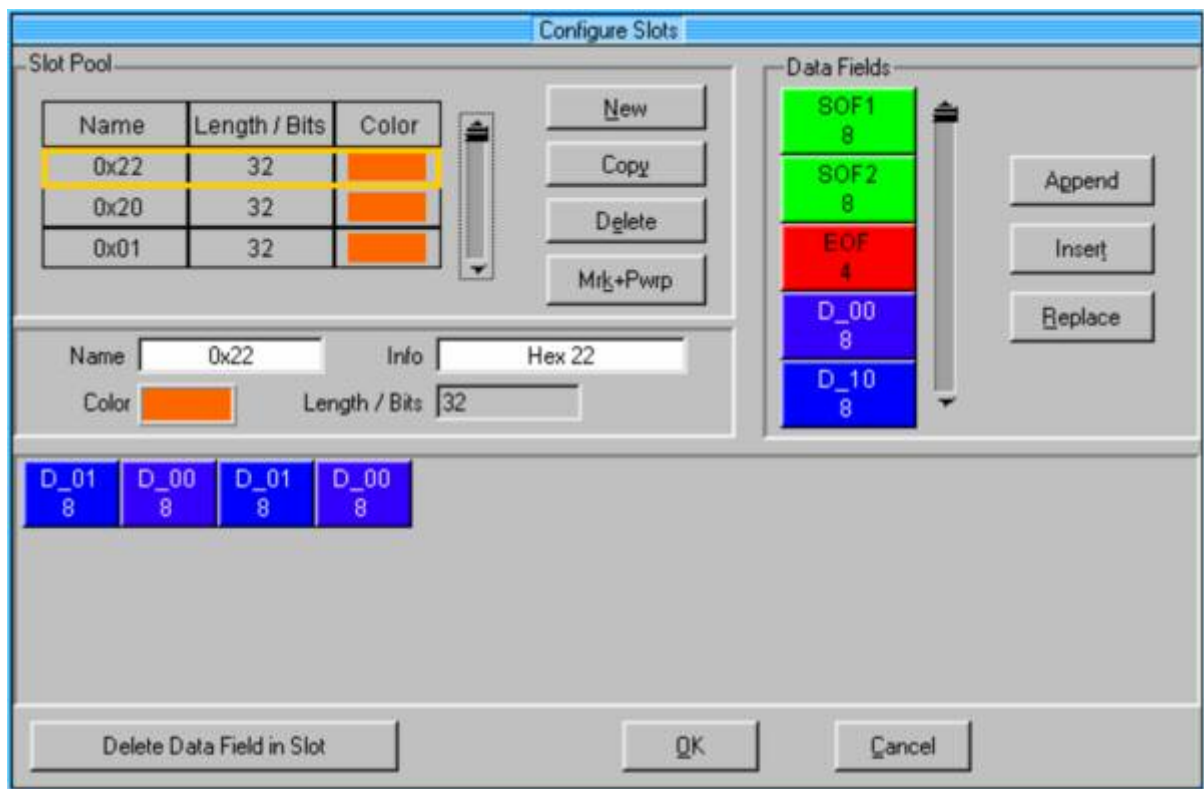 Configure Slots
Slot Pool
Name Length / Bits Color
0x22 32
0x20 32
0x01 32
New
Copy
Delete
Mrk+Pwrp
Data Fields
SOF1
8
SOF2
8
EOF
4
D_00
8
D_10
8
Append
Insert
Replace
Name 0x22 Info Hex 22
Color Length / Bits 32
D_01 D_00 D_01 D_00
8 8 8 8
Delete Data Field in Slot OK Cancel